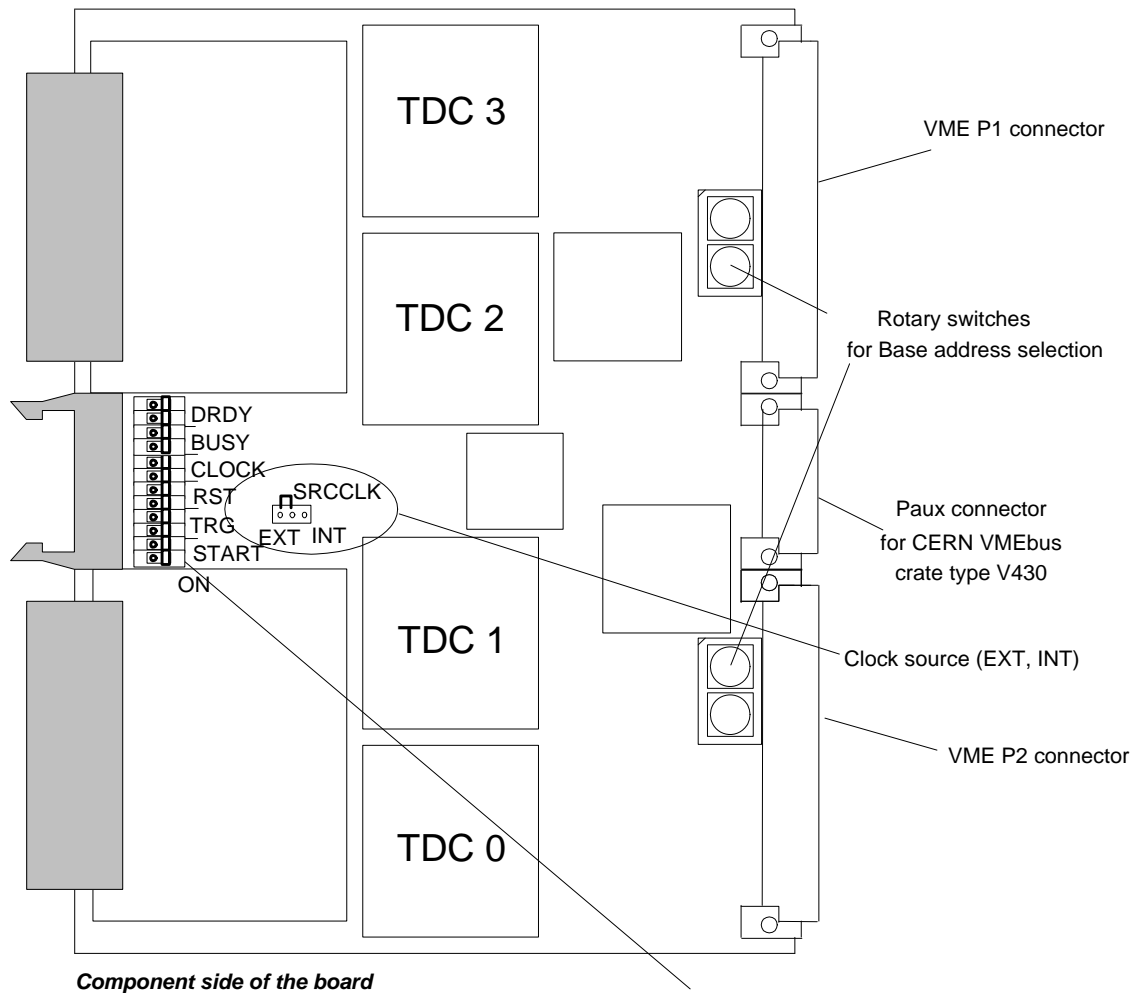 TDC 3
VME P1 connector
TDC 2
Rotary switches
for Base address selection
DRDY
BUSY
CLOCK
RST
TRG
START
ON
SRCCLK
EXT INT
Paux connector
for CERN VMEbus
crate type V430
TDC 1
Clock source (EXT, INT)
VME P2 connector
TDC 0
Component side of the board